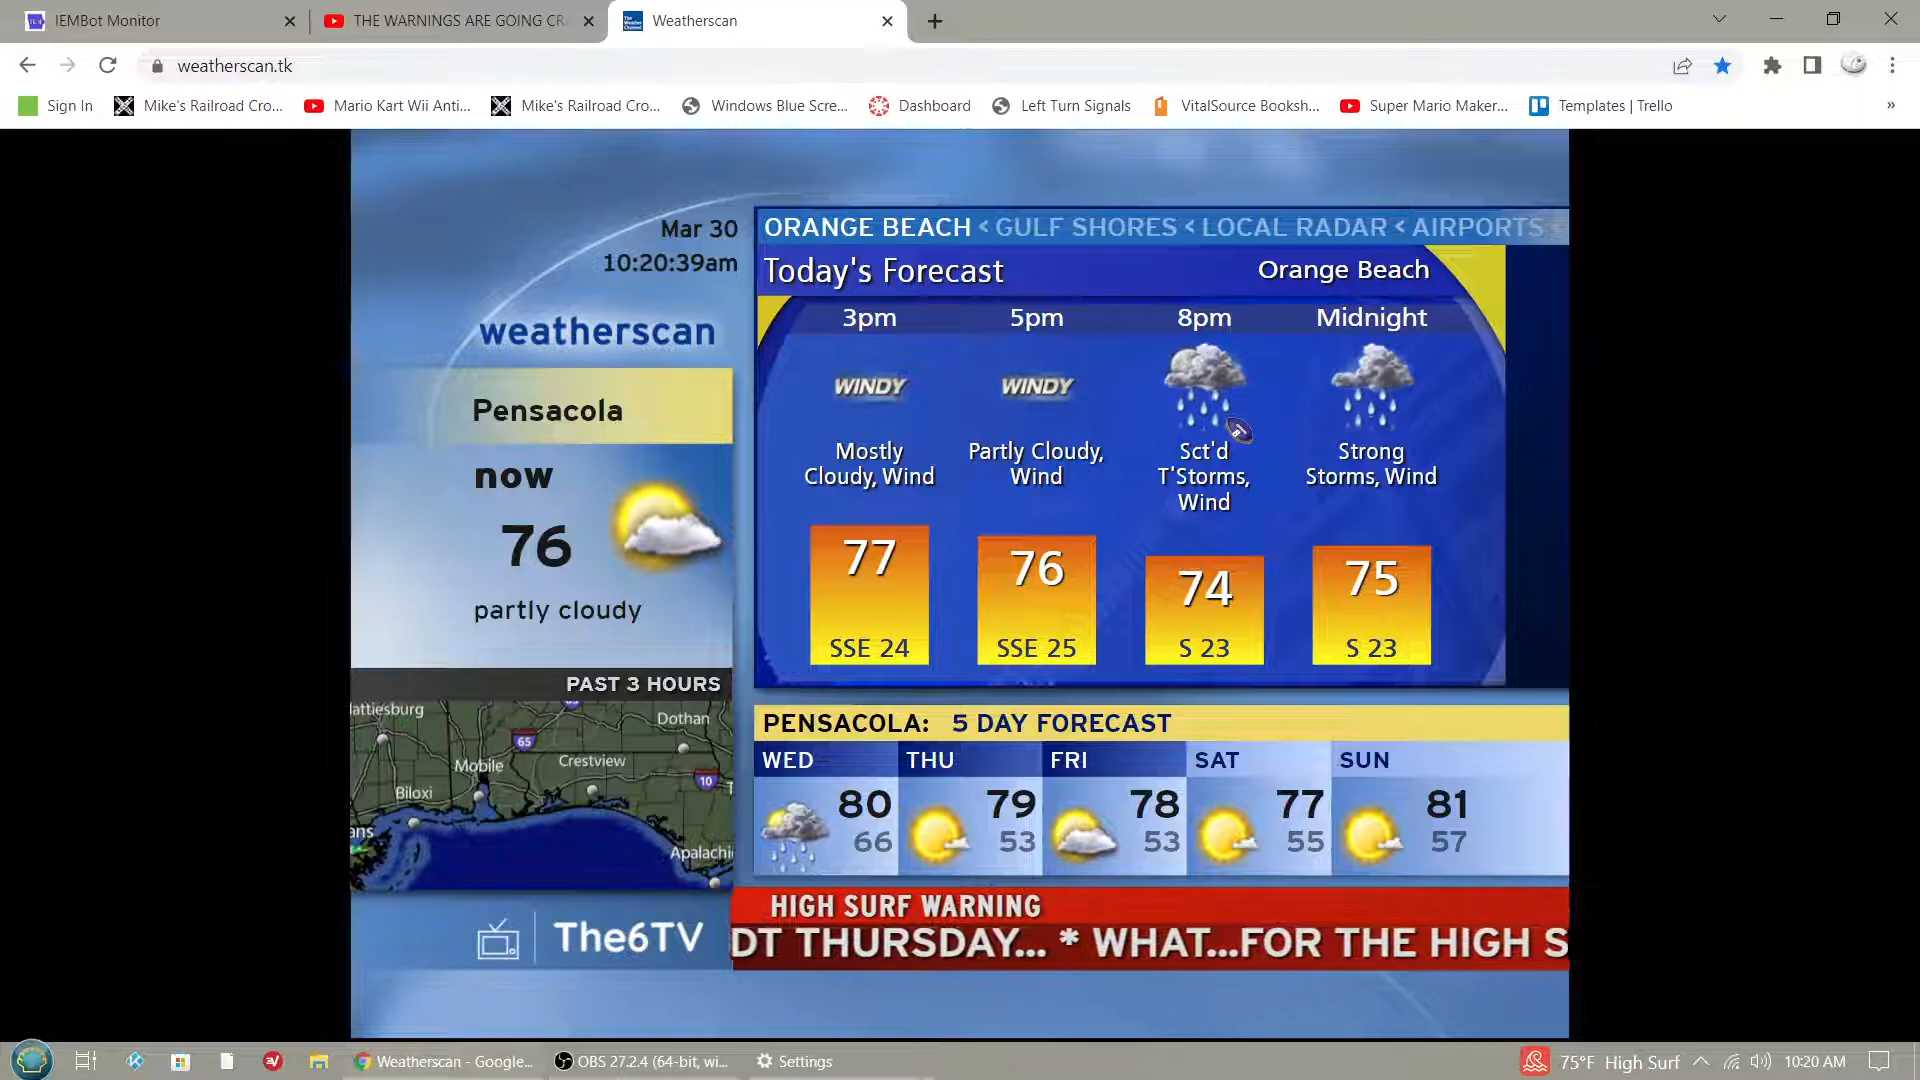 IEMBot Monitor
THE WARNINGS ARE GOING CR
Weatherscan
weatherscan.tk
Sign In
Mike's Railroad Cro...
Mario Kart Wii Anti...
Mike's Railroad Cro...
Windows Blue Scre...
Dashboard
Left Turn Signals
VitalSource Booksh...
Super Mario Maker...
Templates | Trello
»
Mar 30
10:20:39am
weatherscan
Pensacola
now
76
partly cloudy
PAST 3 HOURS
attiesburg
Dothan
65
Mobile
Crestview
10
Biloxi
ans
Apalachi
The6TV
ORANGE BEACH < GULF SHORES < LOCAL RADAR < AIRPORTS <
Today's Forecast
Orange Beach
3pm 5pm 8pm Midnight
WINDY WINDY
Mostly
Cloudy, Wind
Partly Cloudy,
Wind
Sct'd
T'Storms,
Wind
Strong
Storms, Wind
77 76 74 75
SSE 24 SSE 25 S 23 S 23
PENSACOLA: 5 DAY FORECAST
WED THU FRI SAT SUN
80 79 78 77 81
66 53 53 55 57
HIGH SURF WARNING
DT THURSDAY... * WHAT...FOR THE HIGH S
Weatherscan - Google...
OBS 27.2.4 (64-bit, wi...
Settings
75°F High Surf
10:20 AM